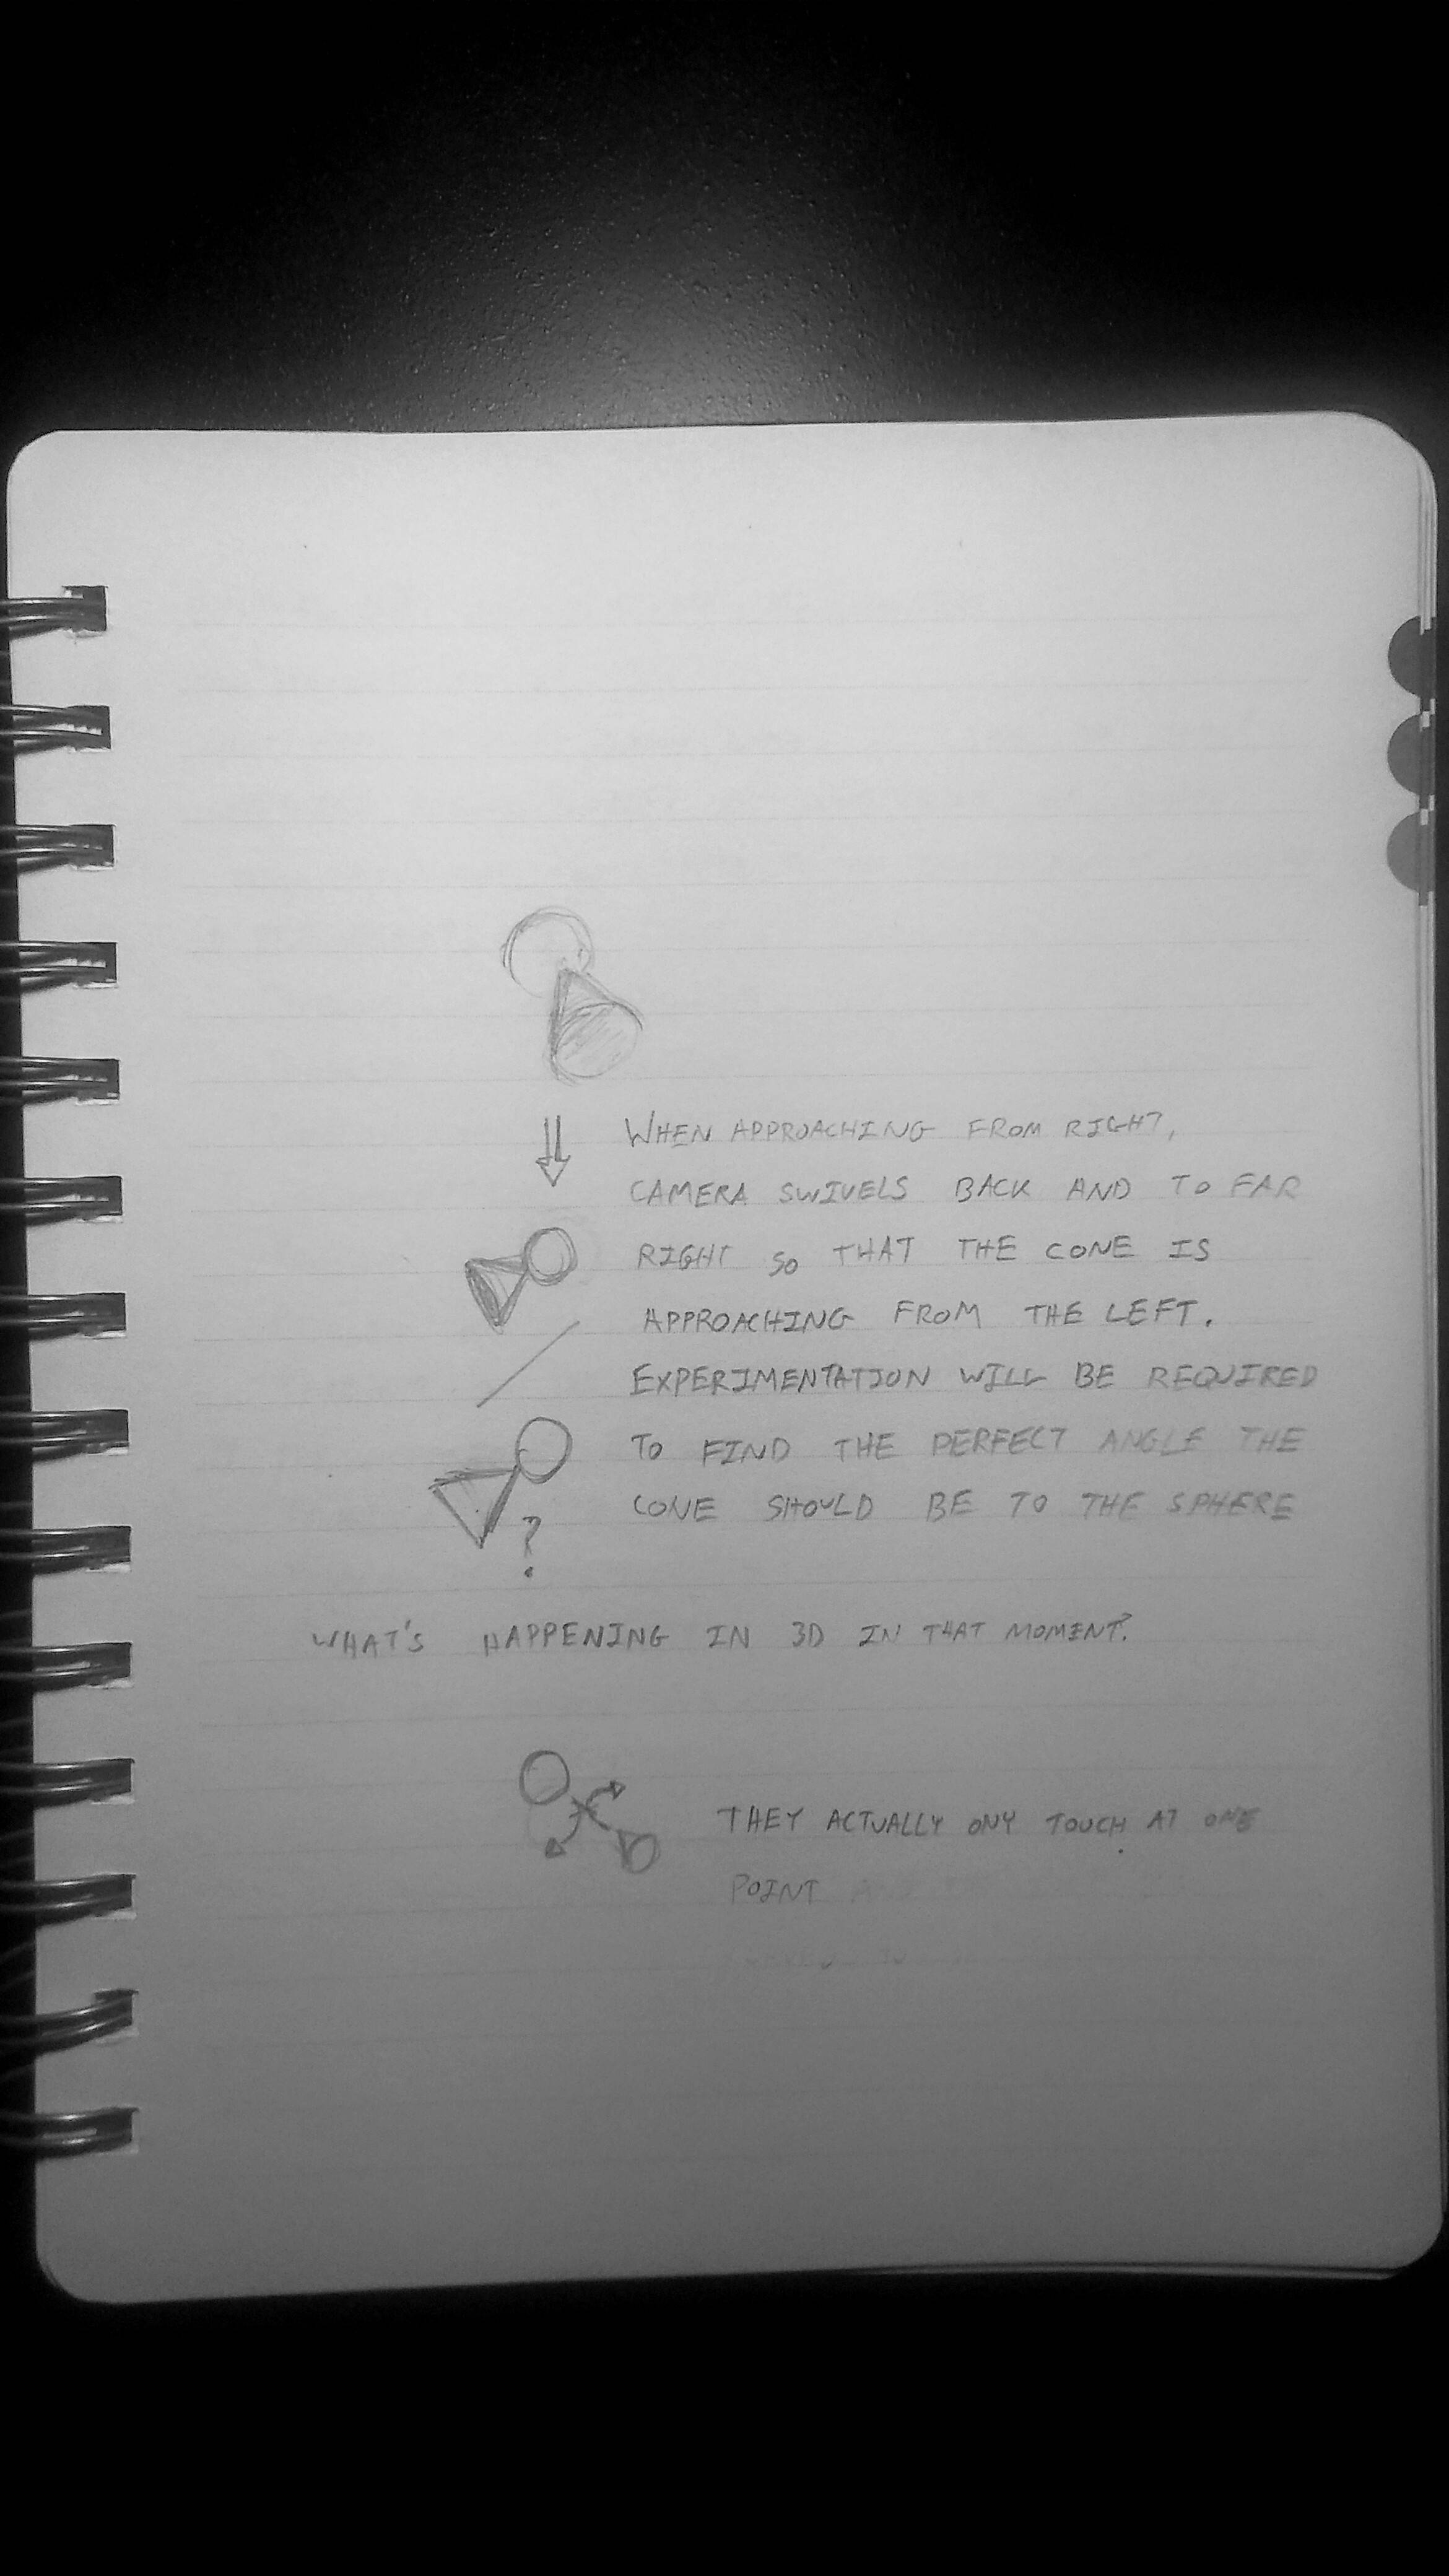 WHEN APPROACHING FROM RIGHT,
CAMERA SWIVELS BACK AND TO FAR
RIGHT SO THAT THE CONE IS
APPROACHING FROM THE LEFT.
EXPERIMENTATION WILL BE REQUIRED
TO FIND THE PERFECT ANGLE THE
CONE SHOULD BE TO THE SPHERE
?
WHAT'S HAPPENING IN 3D IN THAT MOMENT?
THEY ACTUALLY ONY TOUCH AT ONE
POINT